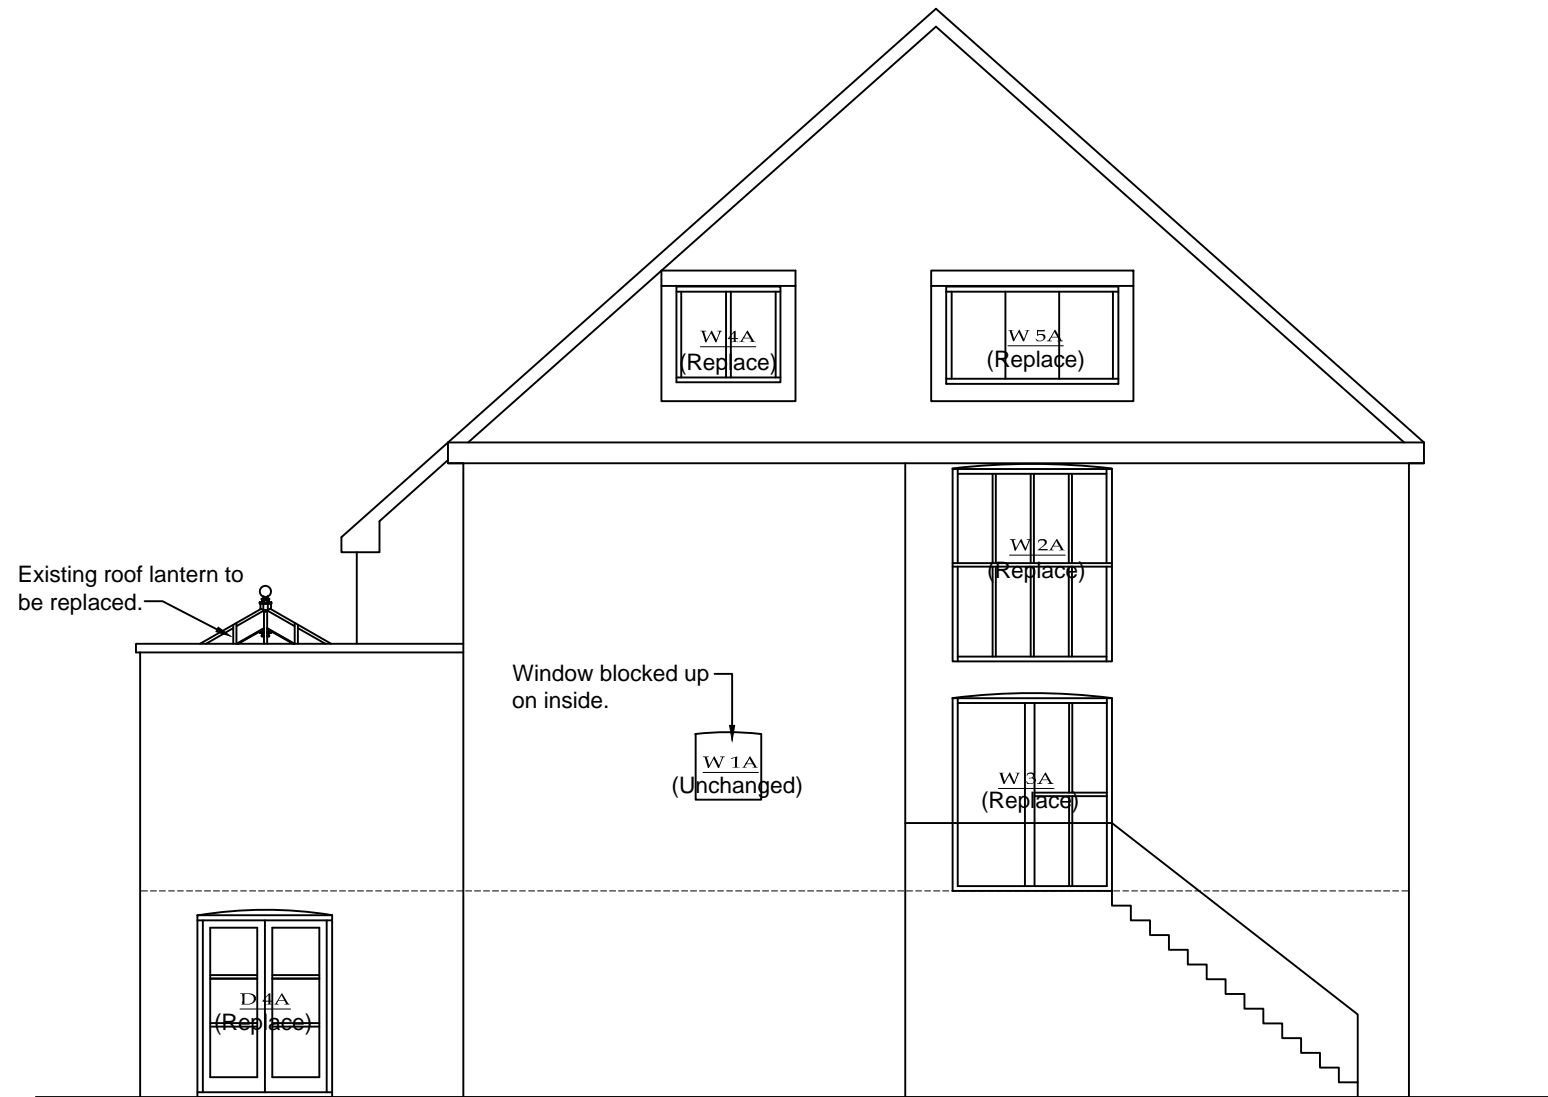 W 4A
(Replace)
W 5A
(Replace)
W 2A
(Replace)
Existing roof lantern to
be replaced.
Window blocked up
on inside.
W 1A
(Unchanged)
W 3A
(Replace)
D 4A
(Replace)